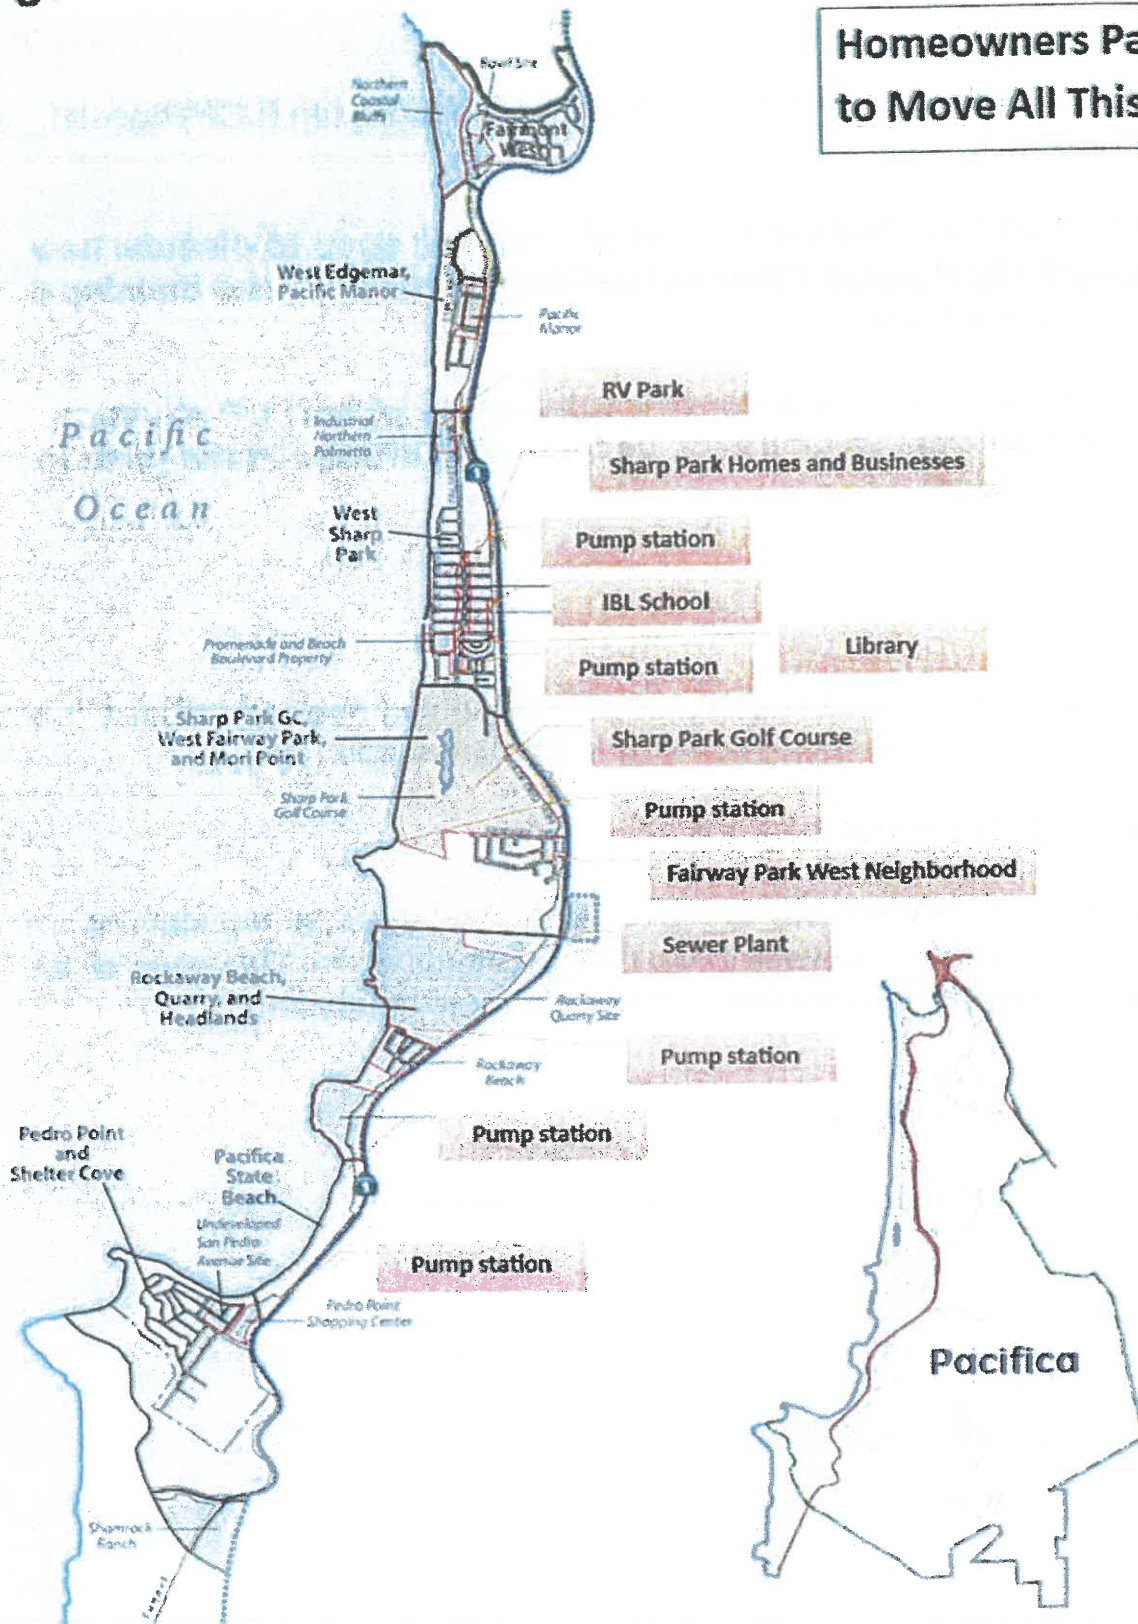 Homeowners Pa
to Move All This
Northern
Coastal
Bluffs
Bowl Site
Fairmont
West
West Edgemar,
Pacific Manor
Pacific
Manor
RV Park
Pacific
Ocean
Industrial
Northern
Palmetto
Sharp Park Homes and Businesses
West
Sharp
Park
Pump station
IBL School
Promenade and Beach
Boulevard Property
Library
Pump station
Sharp Park GC,
West Fairway Park,
and Mori Point
Sharp Park Golf Course
Sharp Park
Golf Course
Pump station
Fairway Park West Neighborhood
Sewer Plant
Rockaway Beach,
Quarry, and
Headlands
Rockaway
Quarry Site
Rockaway
Beach
Pump station
Pump station
Pedro Point
and
Shelter Cove
Pacifica
State
Beach
1
Undeveloped
San Pedro
Avenue Site
Pump station
Pedro Point
Shopping Center
Pacifica
Shamrock
Ranch
Tunnel